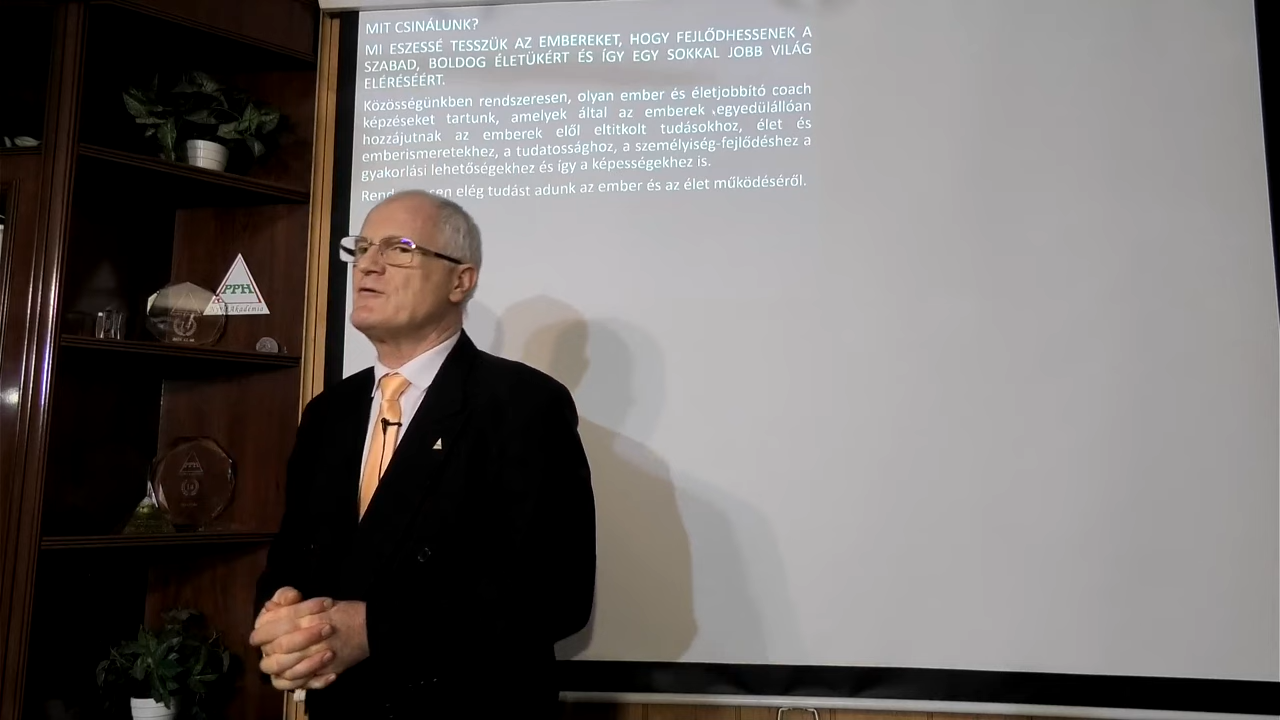 MIT CSINÁLUNK?
MI ESZESSÉ TESSZÜK AZ EMBEREKET, HOGY FEJLŐDHESSENEK A
SZABAD, BOLDOG ÉLETÜKÉRT ÉS ÍGY EGY SOKKAL JOBB VILÁG
ELÉRÉSÉÉRT.
Közösségünkben rendszeresen, olyan ember és életjobbító coach
képzéseket tartunk, amelyek által az emberek egyedülállóan
hozzájutnak az emberek elől eltitkolt tudásokhoz, élet és
emberismeretekhez, a tudatossághoz, a személyiség-fejlődéshez a
gyakorlási lehetőségekhez és így a képességekhez is.
elég tudást adunk az ember és az élet működéséről.
PPH
Akadémia